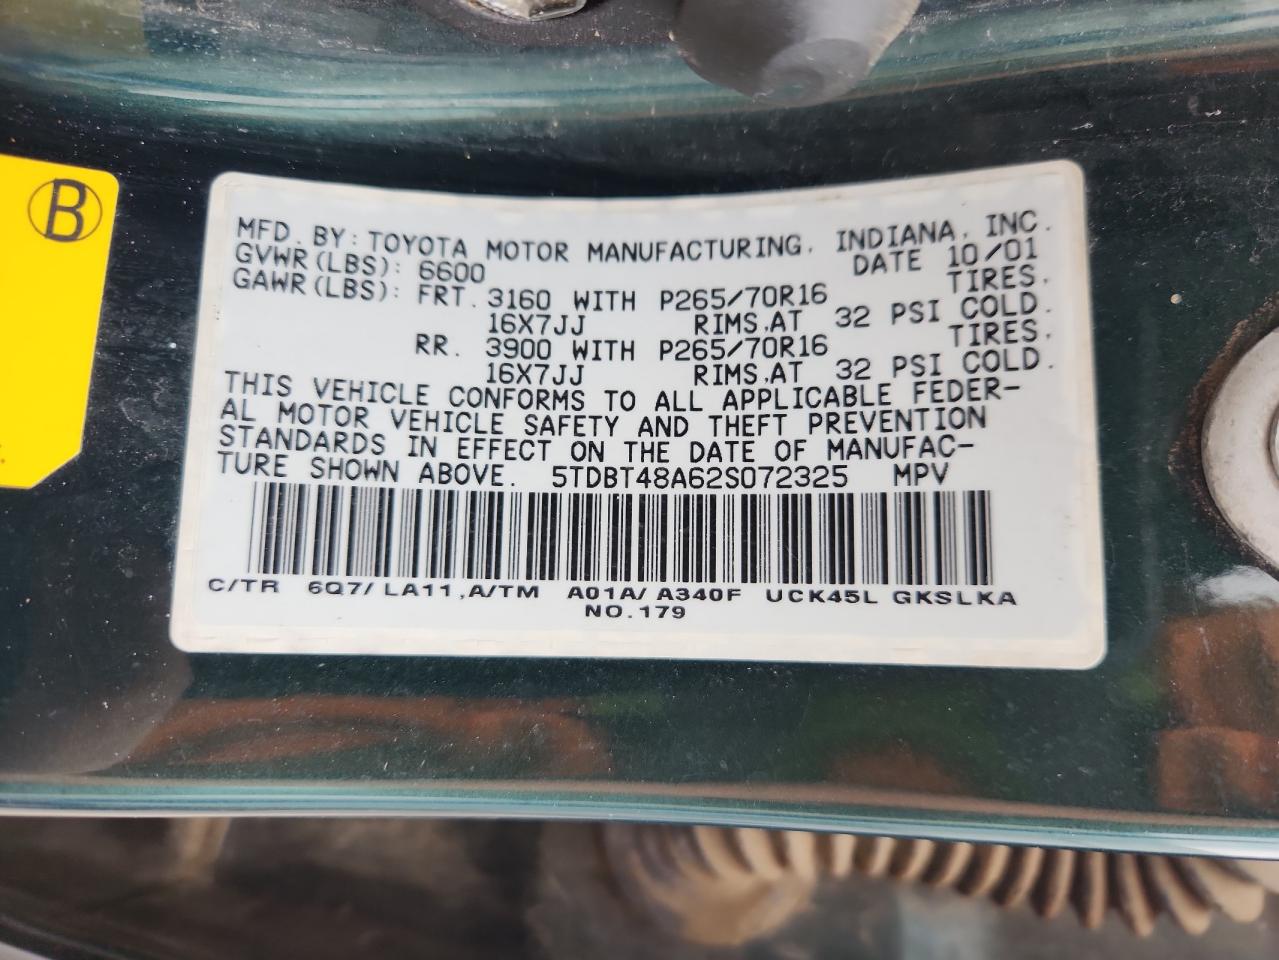 B
MFD. BY: TOYOTA MOTOR MANUFACTURING, INDIANA, INC.
GVWR(LBS): 6600 DATE 10/01
GAWR(LBS): FRT. 3160 WITH P265/70R16 TIRES.
16X7JJ RIMS,AT 32 PSI COLD.
RR. 3900 WITH P265/70R16 TIRES.
16X7JJ RIMS,AT 32 PSI COLD.
THIS VEHICLE CONFORMS TO ALL APPLICABLE FEDER-
AL MOTOR VEHICLE SAFETY AND THEFT PREVENTION
STANDARDS IN EFFECT ON THE DATE OF MANUFAC-
TURE SHOWN ABOVE. 5TDBT48A62S072325 MPV
C/TR 6Q7/LA11,A/TM A01A/A340F UCK45L GKSLKA
NO.179